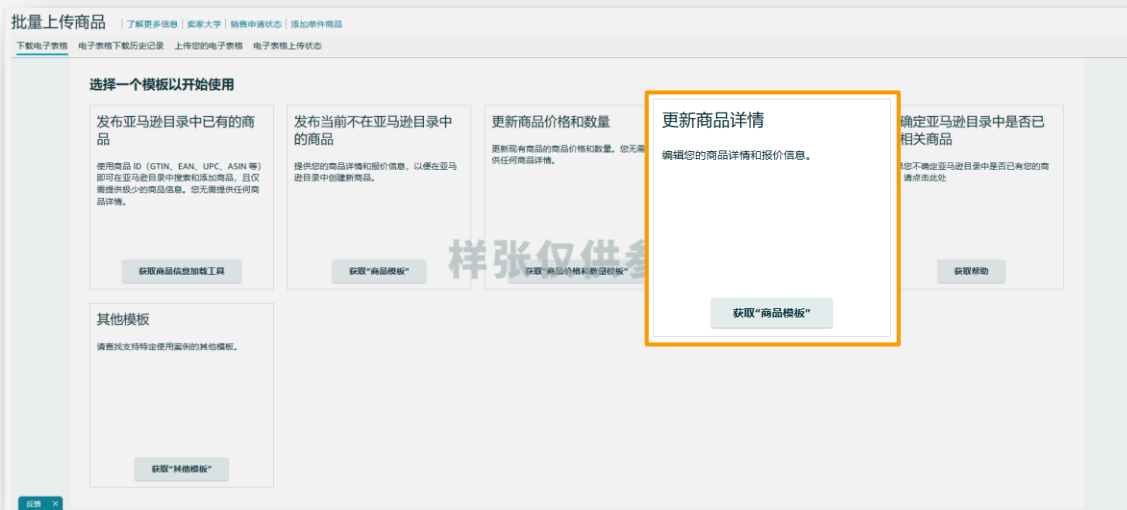 批量上传商品 | 了解更多信息 | 卖家大学 | 销售申请状态 | 添加单件商品
下载电子表格 电子表格下载历史记录 上传您的电子表格 电子表格上传状态
选择一个模板以开始使用
发布亚马逊目录中已有的商
品
使用商品 ID（GTIN、EAN、UPC、ASIN 等）
即可在亚马逊目录中搜索和添加商品，且仅
需提供极少的商品信息。您无需提供任何商
品详情。
获取商品信息加载工具
发布当前不在亚马逊目录中
的商品
提供您的商品详情和报价信息，以便在亚马
逊目录中创建新商品。
获取“商品模板”
更新商品价格和数量
更新现有商品的商品价格和数量。您无需
供任何商品详情。
获取“商品价格和数量模板”
更新商品详情
编辑您的商品详情和报价信息。
获取“商品模板”
确定亚马逊目录中是否已
相关商品
您不确定亚马逊目录中是否已有您的商
请点击此处
获取帮助
样张仅供参
其他模板
请查找支持特定使用案例的其他模板。
获取“其他模板”
反馈 ×